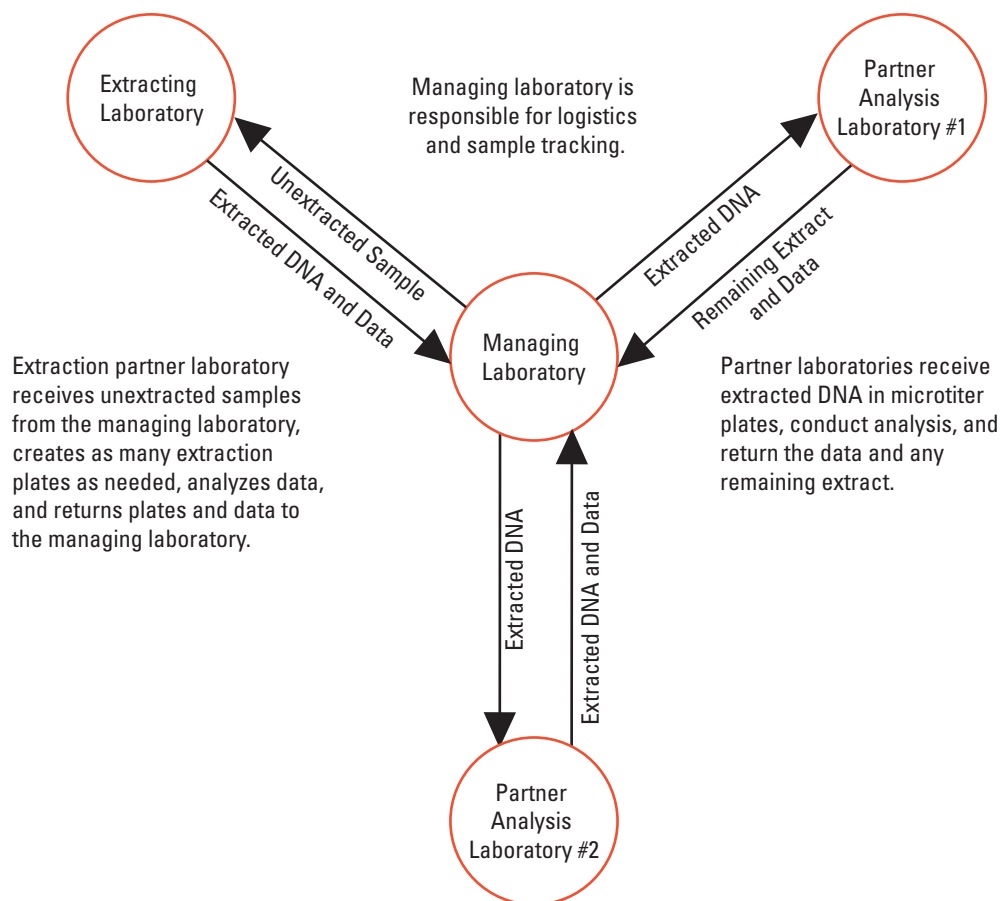 Extracting
Laboratory
Managing laboratory is
responsible for logistics
and sample tracking.
Partner
Analysis
Laboratory #1
Unextracted Sample
Extracted DNA and Data
Extracted DNA
Remaining Extract
and Data
Managing
Laboratory
Extraction partner laboratory
receives unextracted samples
from the managing laboratory,
creates as many extraction
plates as needed, analyzes data,
and returns plates and data to
the managing laboratory.
Partner laboratories receive
extracted DNA in microtiter
plates, conduct analysis, and
return the data and any
remaining extract.
Extracted DNA
Extracted DNA and Data
Partner
Analysis
Laboratory #2